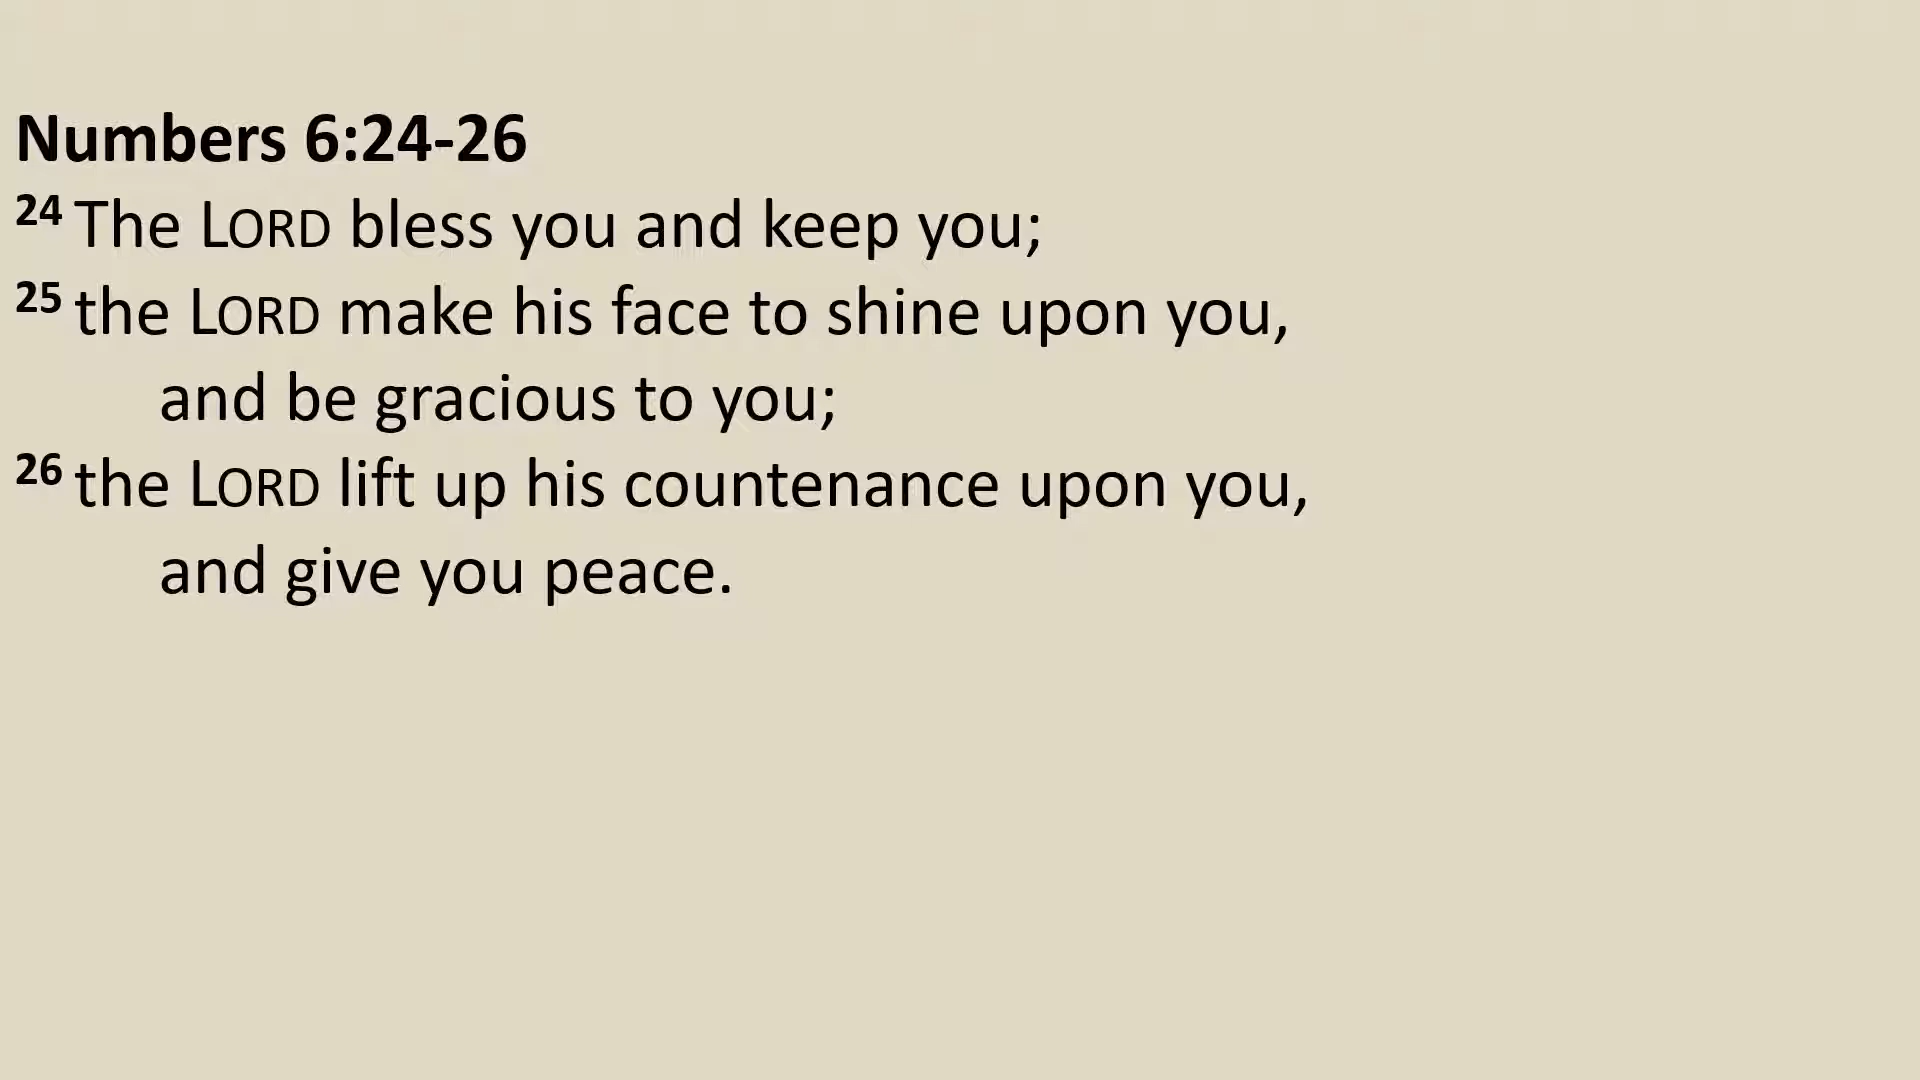 Numbers 6:24-26
24 The LORD bless you and keep you;
25 the LORD make his face to shine upon you,
and be gracious to you;
26 the LORD lift up his countenance upon you,
and give you peace.